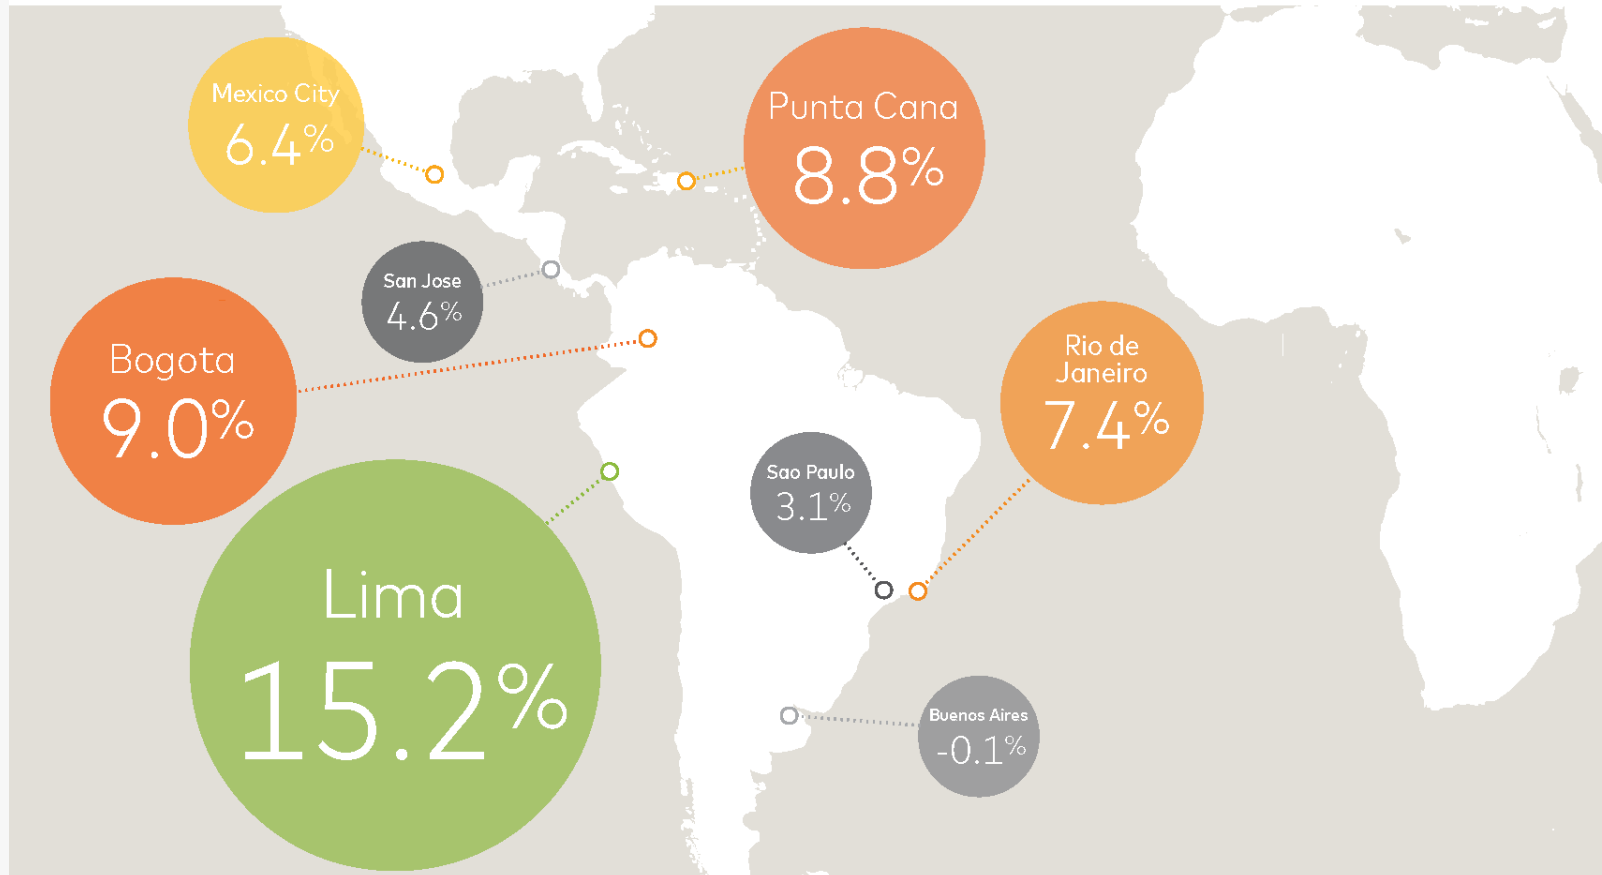 Mexico City
6.4%
Punta Cana
8.8%
San Jose
4.6%
Bogota
9.0%
Rio de
Janeiro
7.4%
Sao Paulo
3.1%
Lima
15.2%
Buenos Aires
-0.1%